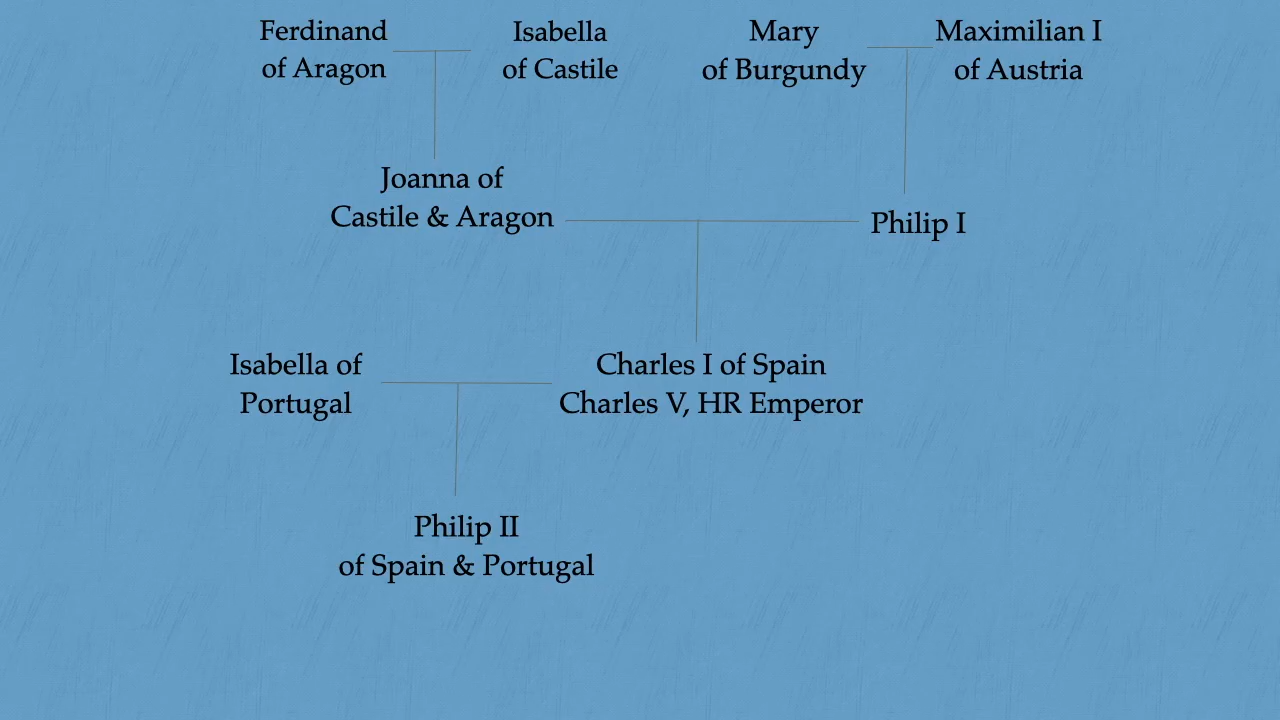 Ferdinand
of Aragon
Isabella
of Castile
Mary
of Burgundy
Maximilian I
of Austria
Joanna of
Castile & Aragon
Philip I
Isabella of
Portugal
Charles I of Spain
Charles V, HR Emperor
Philip II
of Spain & Portugal